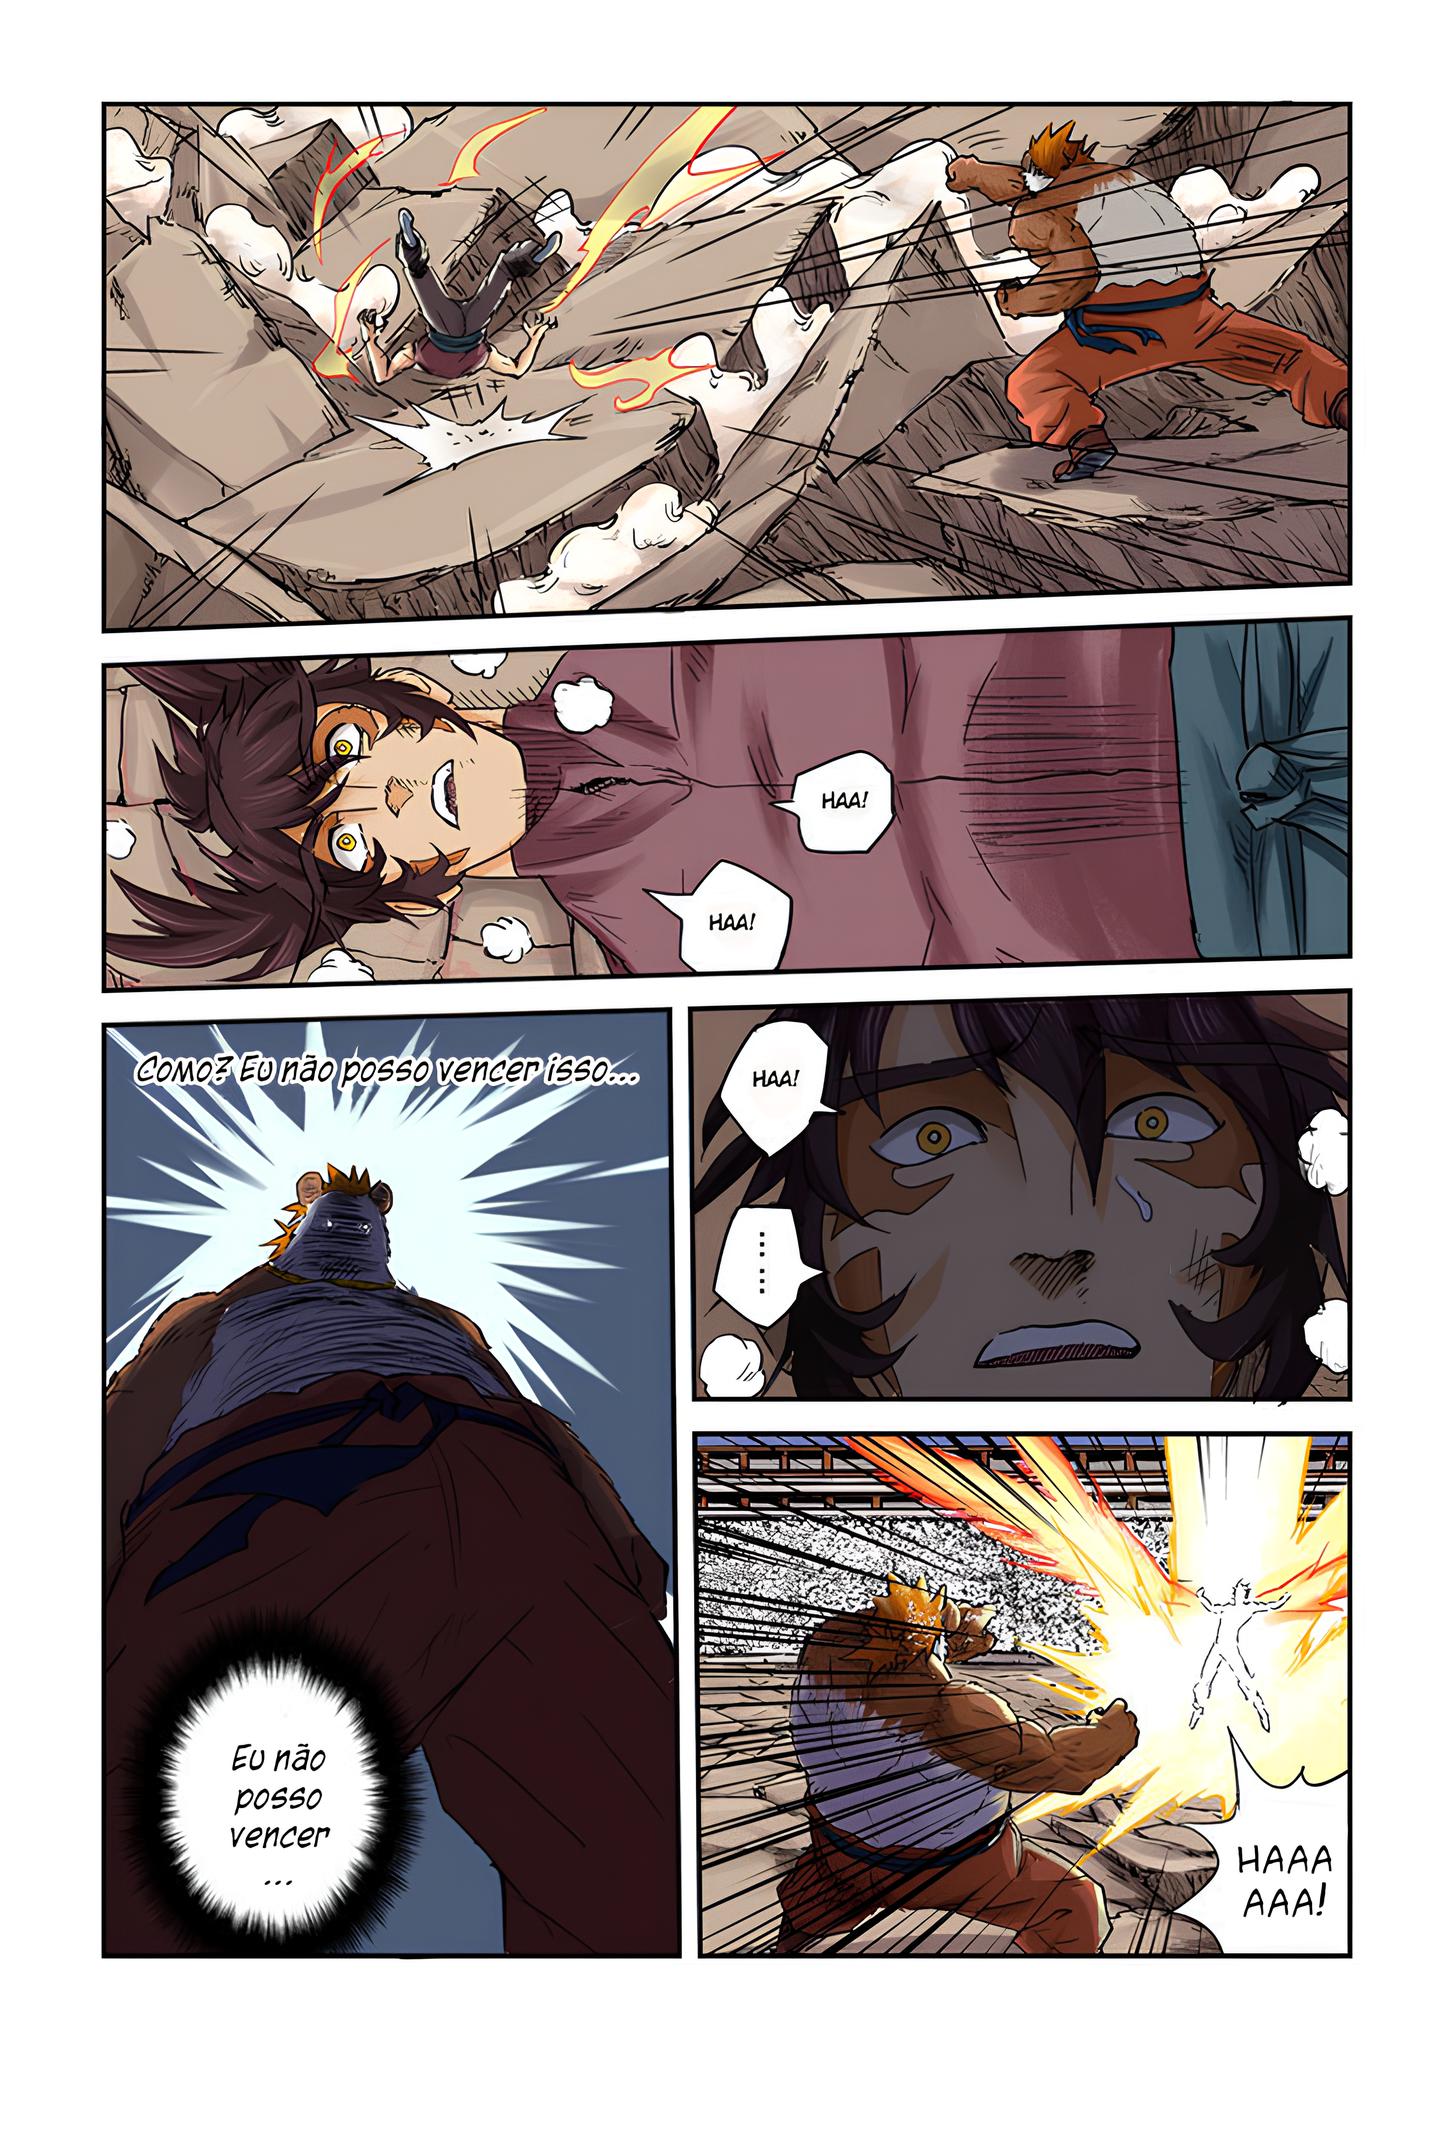 HAA!
HAA!
Como? Eu não posso vencer isso...
Eu não
posso
vencer
...
HAA!
......
HAAA
AAA!